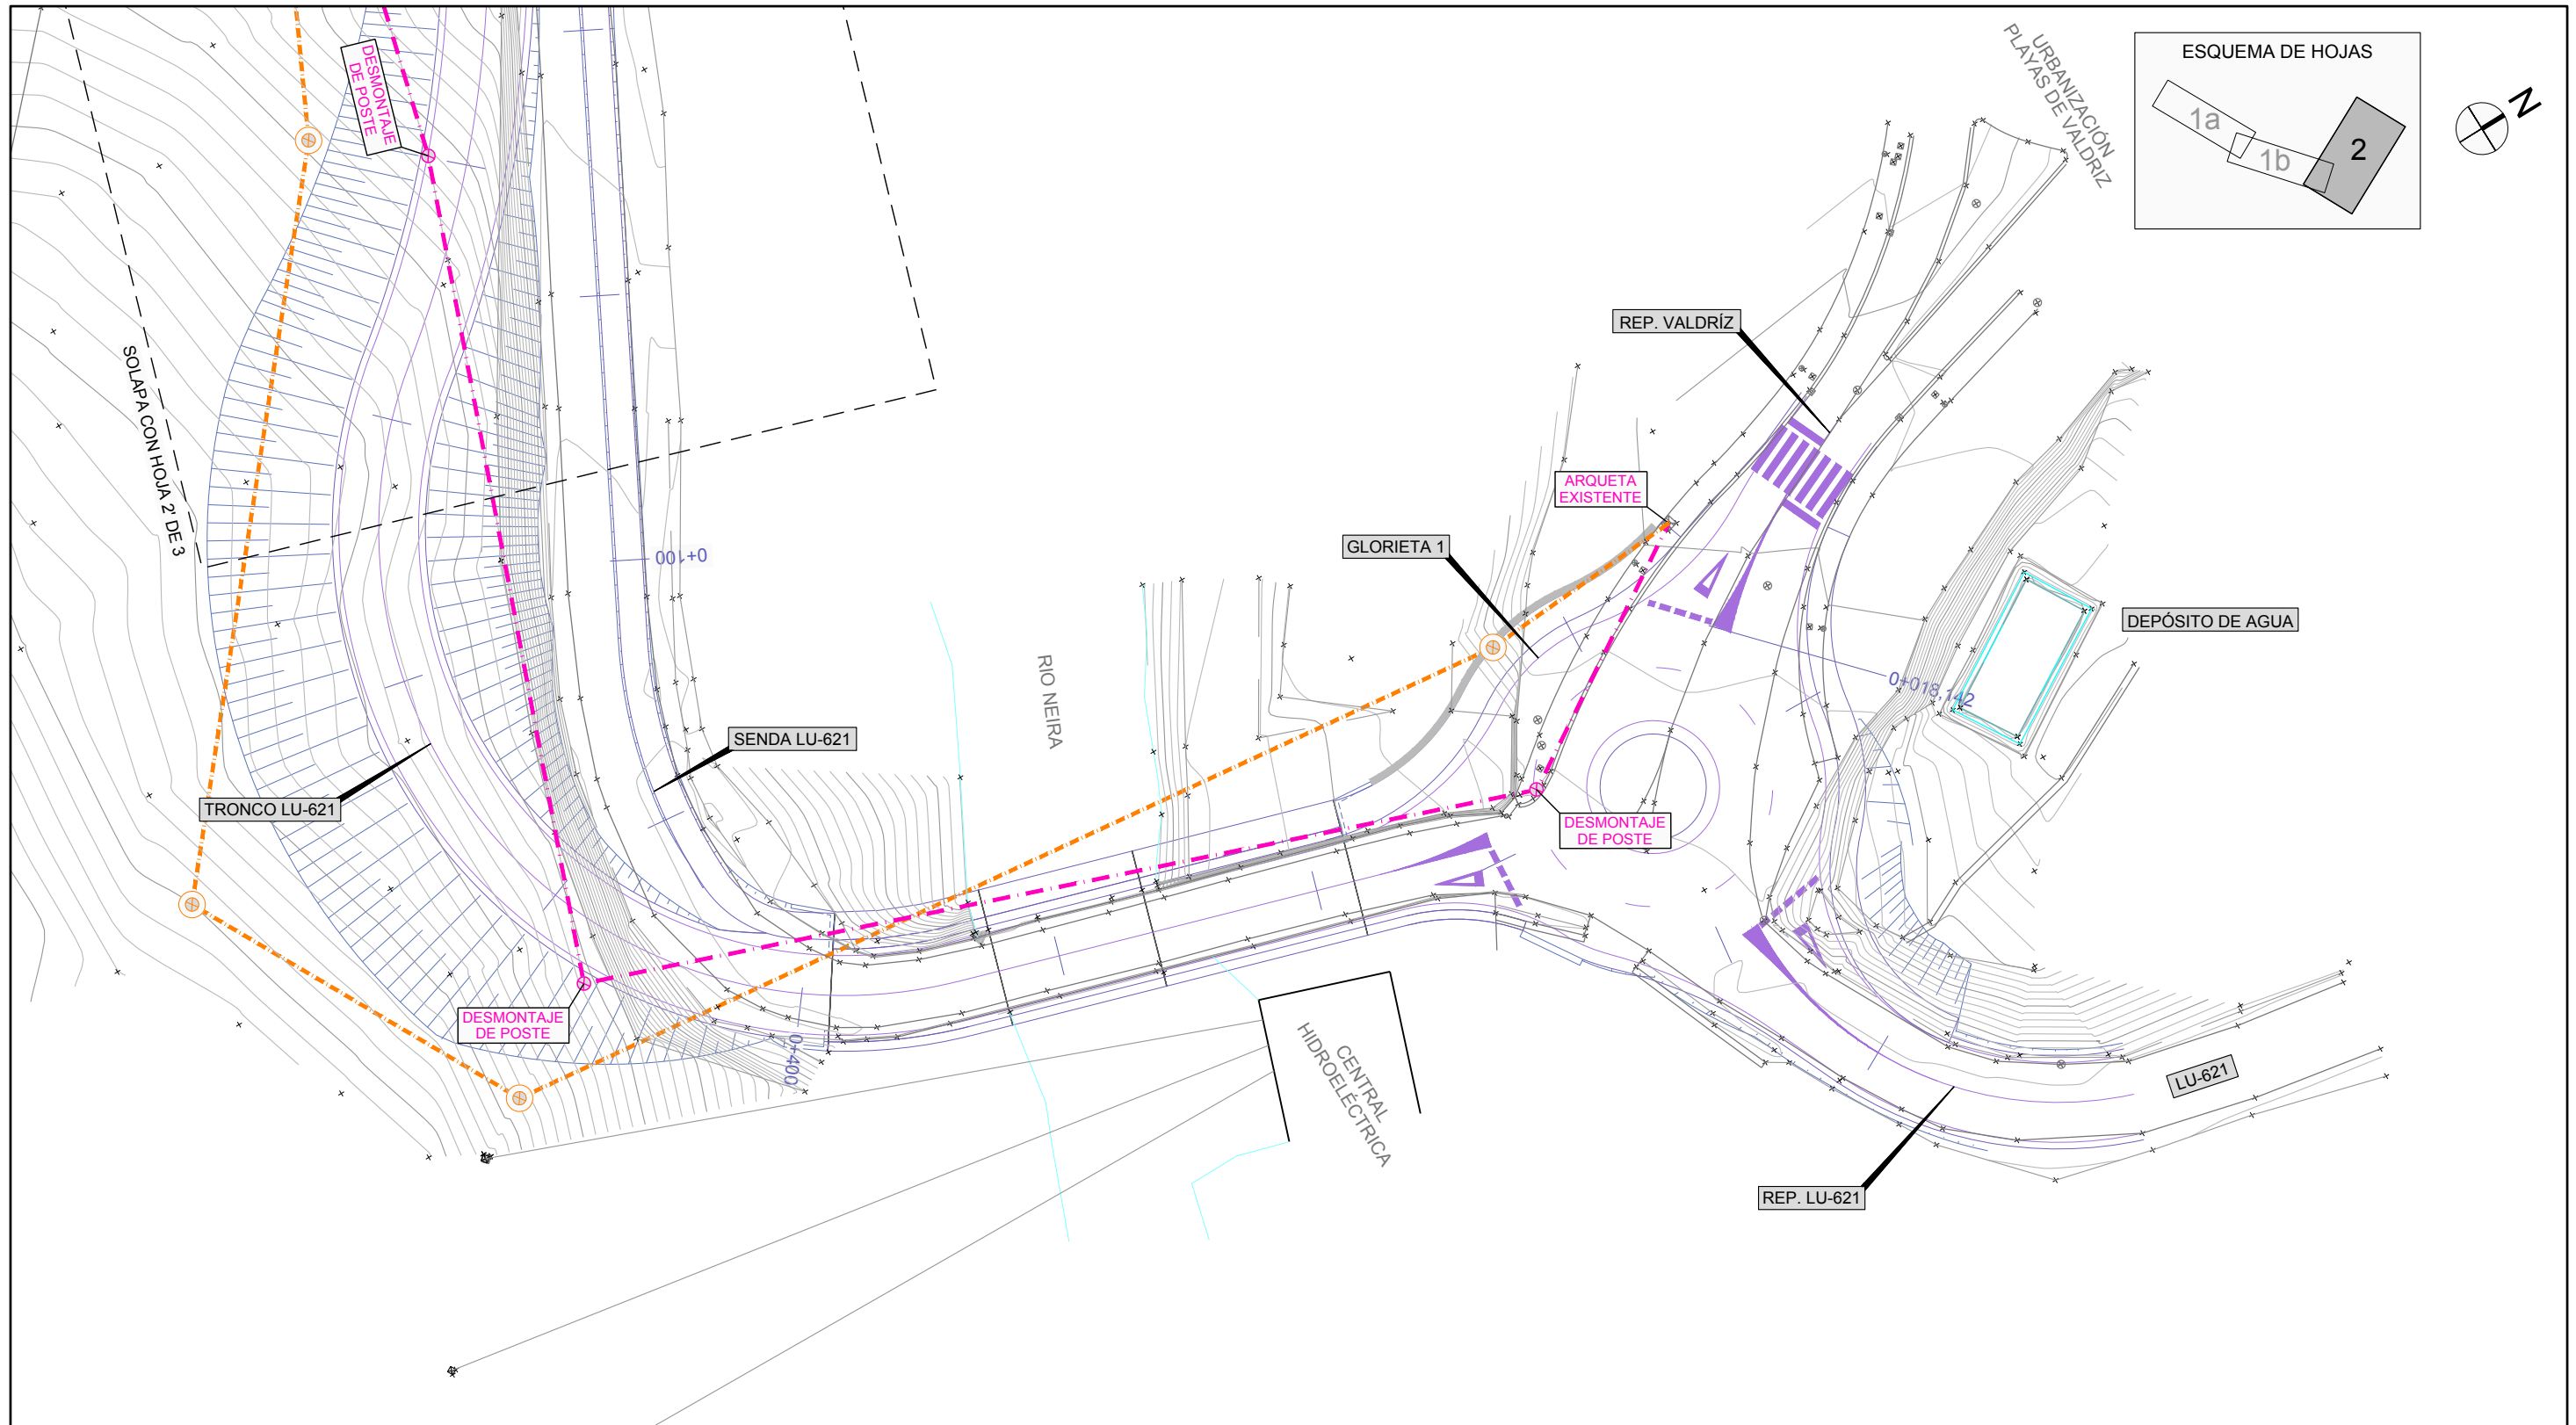 DESMONTAJE
DE POSTE
URBANIZACIÓN
PLAYAS DE VALDRIZ
ESQUEMA DE HOJAS
1a
1b
2
N
SOLAPA CON HOJA 2' DE 3
REP. VALDRÍZ
ARQUETA
EXISTENTE
GLORIETA 1
0+100
DEPÓSITO DE AGUA
RIO NEIRA
0+018,142
SENDA LU-621
TRONCO LU-621
DESMONTAJE
DE POSTE
DESMONTAJE
DE POSTE
0+400
CENTRAL
HIDROELÉCTRICA
LU-621
REP. LU-621